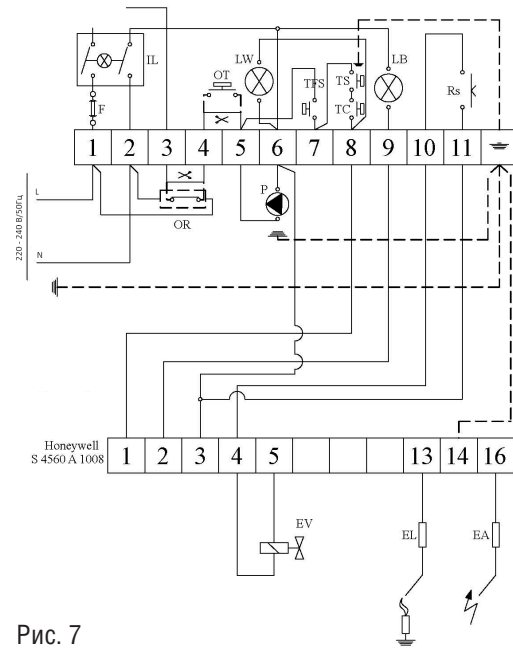 IL
OT
LW
TFS
TS
LB
TC
Rs
F
1 2 3 4 5 6 7 8 9 10 11
P
L
OR
220 - 240 В/50Гц
N
Honeywell
S 4560 A 1008
1 2 3 4 5 13 14 16
EV
EL
EA
Рис. 7